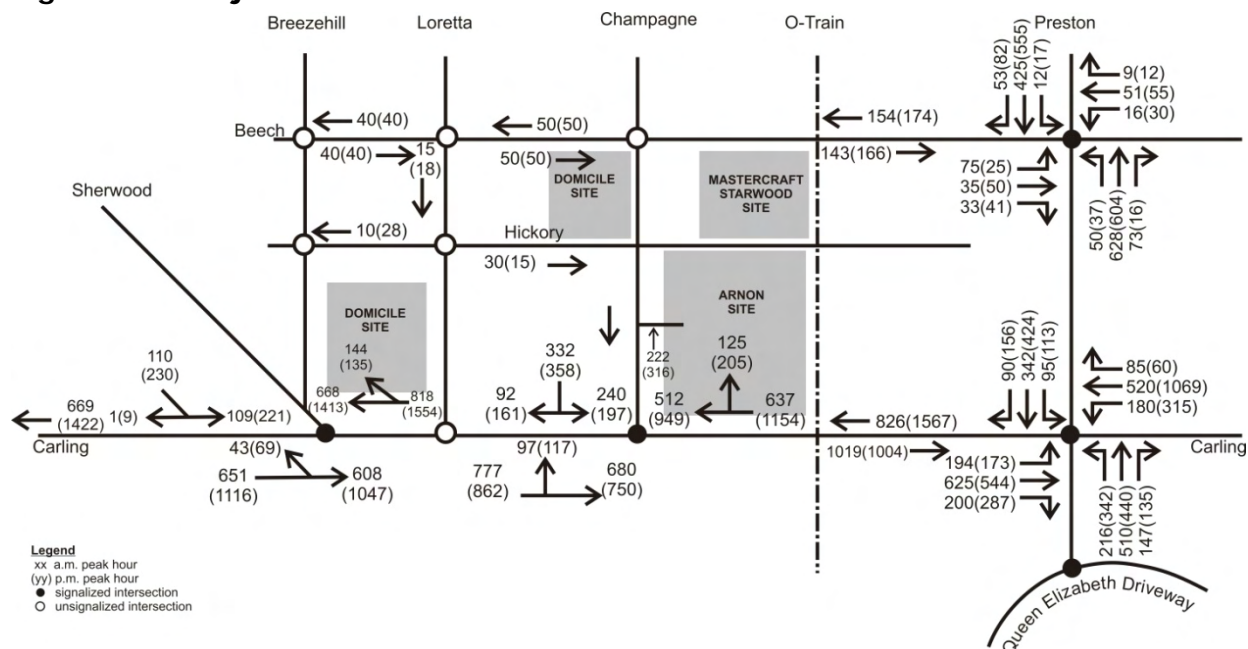 Breezehill
Loretta
Champagne
O-Train
Preston
53(82)
425(555)
12(17)
9(12)
51(55)
16(30)
Beech
40(40)
40(40)
15
(18)
50(50)
50(50)
154(174)
143(166)
75(25)
35(50)
33(41)
50(37)
628(604)
73(16)
DOMICILE
SITE
MASTERCRAFT
STARWOOD
SITE
Sherwood
10(28)
Hickory
30(15)
DOMICILE
SITE
ARNON
SITE
144
(135)
110
(230)
669
(1422)
1(9)
109(221)
668
(1413)
818
(1554)
332
(358)
92
(161)
240
(197)
222
(316)
125
(205)
512
(949)
637
(1154)
826(1567)
90(156)
342(424)
95(113)
85(60)
520(1069)
180(315)
Carling
Carling
43(69)
651
(1116)
608
(1047)
97(117)
777
(862)
680
(750)
1019(1004)
194(173)
625(544)
200(287)
216(342)
510(440)
147(135)
Legend
xx a.m. peak hour
(yy) p.m. peak hour
signalized intersection
unsignalized intersection
Queen Elizabeth Driveway